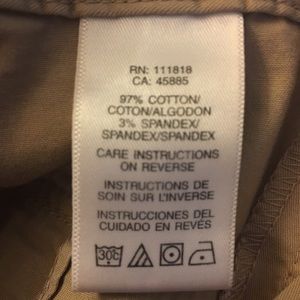 RN: 111818
CA: 45885
97% COTTON/
COTON/ALGODON
3% SPANDEX/
SPANDEX/SPANDEX
CARE INSTRUCTIONS
ON REVERSE
INSTRUCTIONS DE
SOIN SUR L'INVERSE
INSTRUCCIONES DEL
CUIDADO EN REVÉS
30C